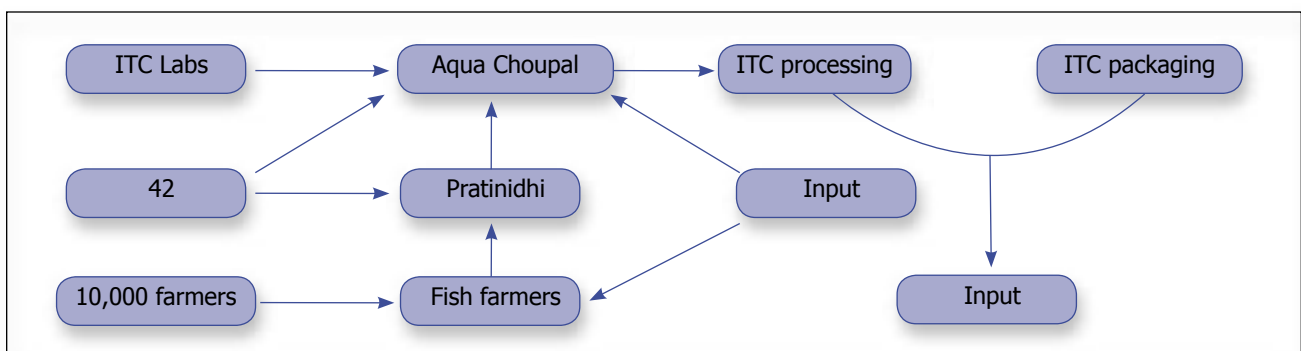 ITC Labs
Aqua Choupal
ITC processing
ITC packaging
42
Pratinidhi
Input
10,000 farmers
Fish farmers
Input